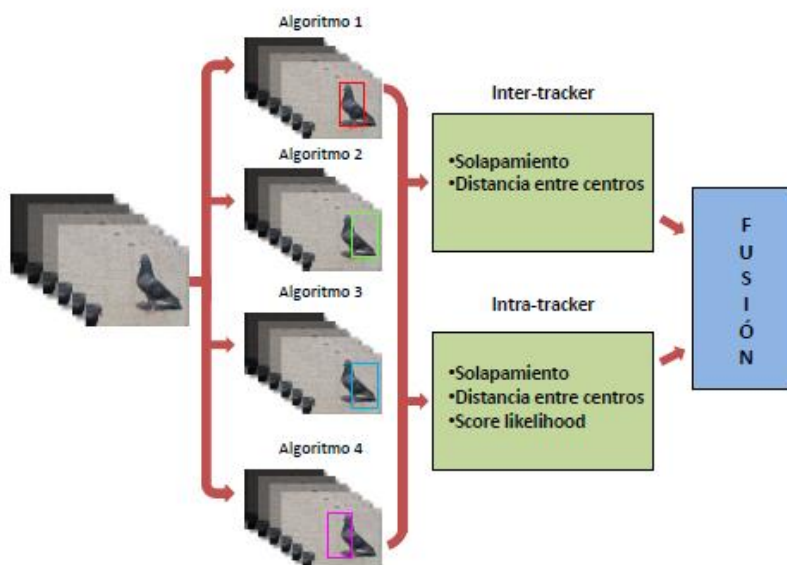 Algoritmo 1
Algoritmo 2
Algoritmo 3
Algoritmo 4
Inter-tracker
•Solapamiento
•Distancia entre centros
Intra-tracker
•Solapamiento
•Distancia entre centros
•Score likelihood
F
U
S
I
Ó
N